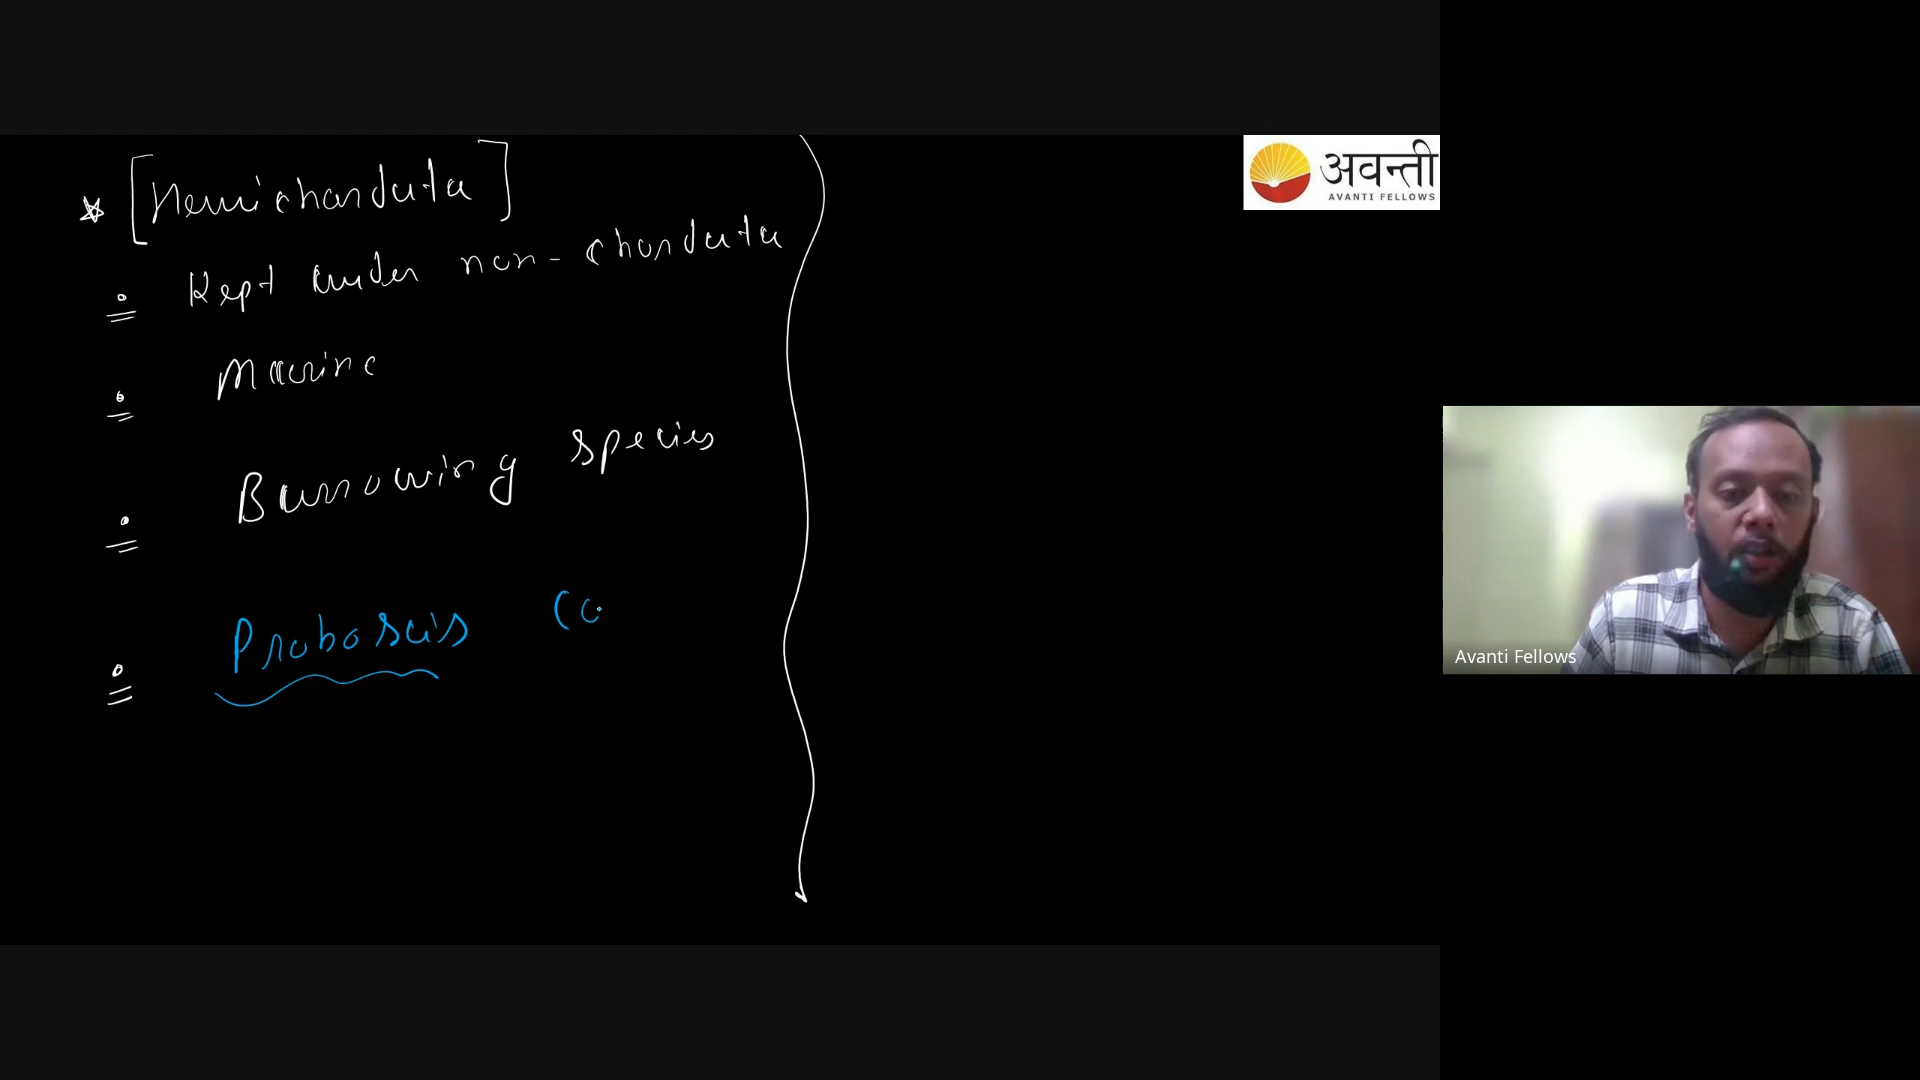 [Hemichordata]
Kept under non-chordata
Marine
Burrowing species
Proboscis (c
अवन्ती
AVANTI FELLOWS
Avanti Fellows